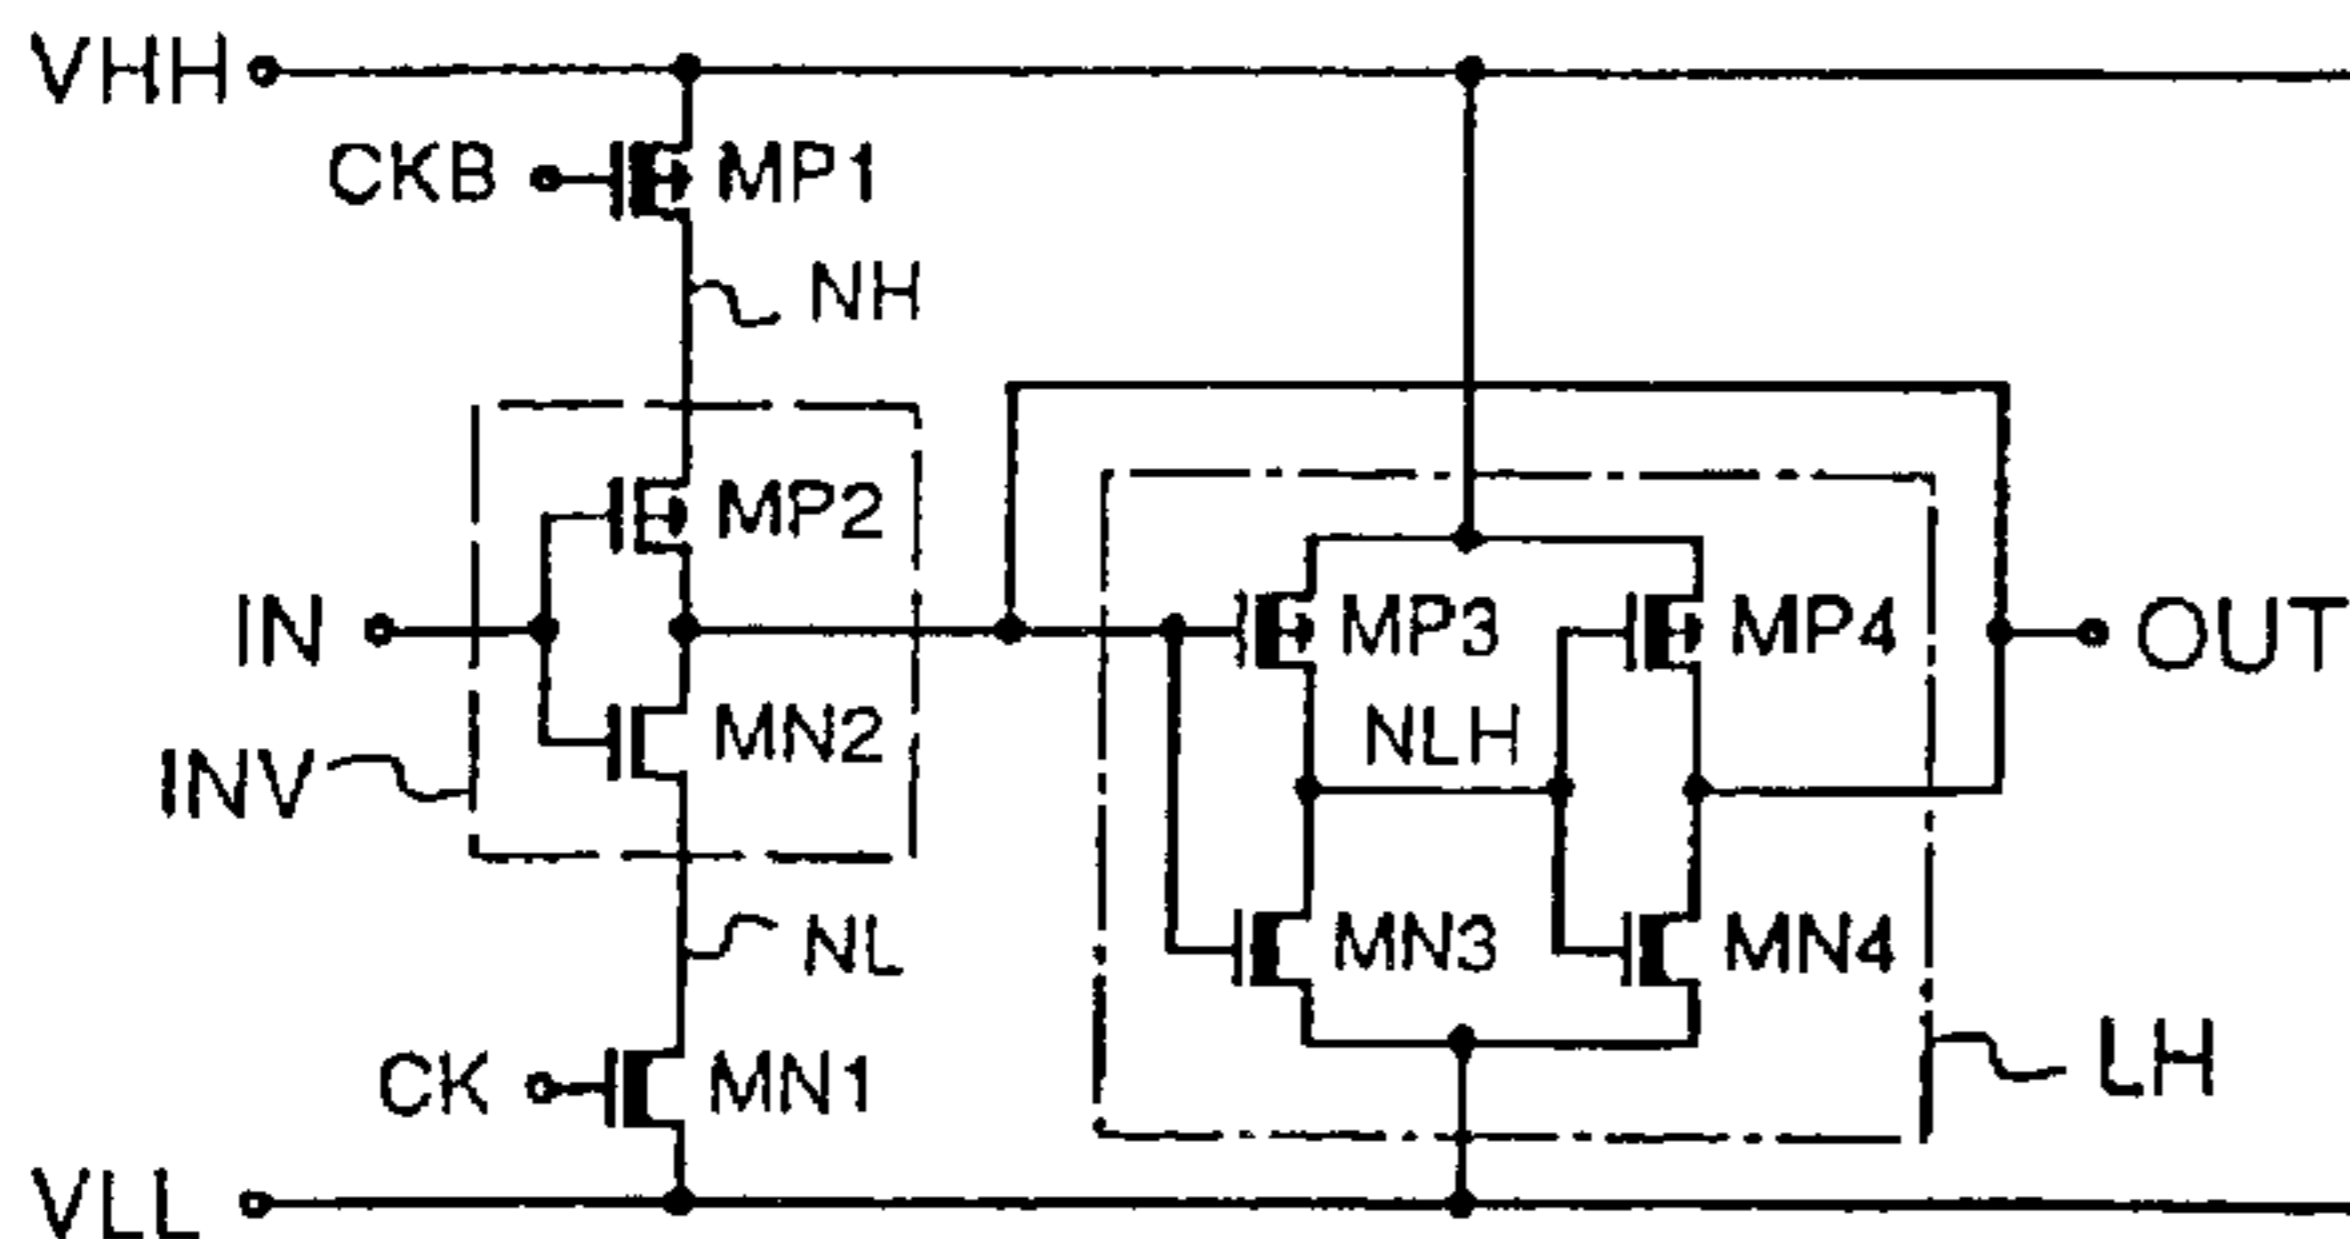 VHH
CKB
MP1
NH
MP2
IN
MP3
MP4
OUT
MN2
NLH
INV
NL
MN3
MN4
CK
MN1
LH
VLL